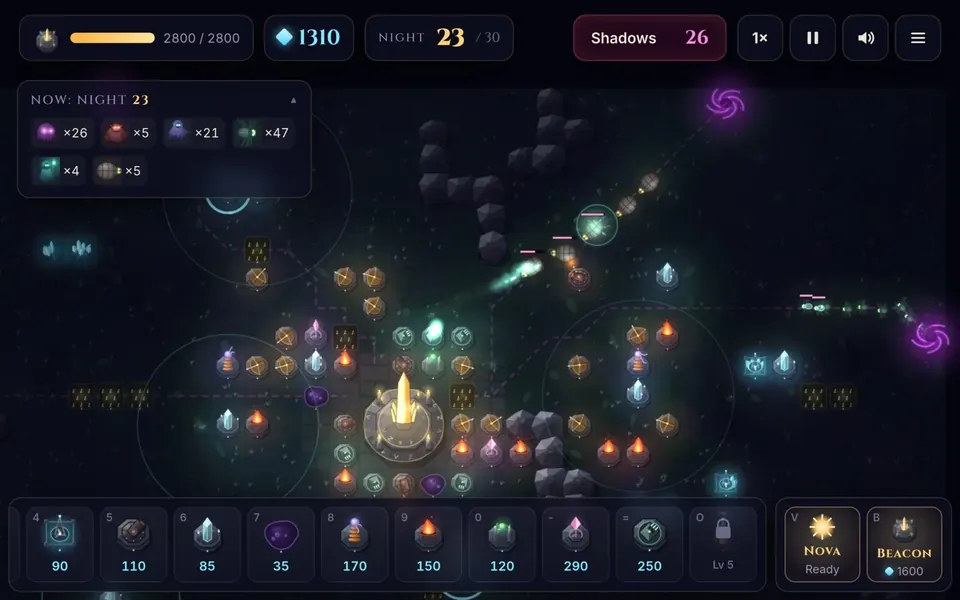 2800 / 2800
1310
NIGHT 23 / 30
Shadows 26
1×
NOW: NIGHT 23
×26
×5
×21
×47
×4
×5
4
90
5
110
6
85
7
35
8
170
9
150
0
120
-
290
=
250
O
Lv 5
V
NOVA
Ready
B
BEACON
1600